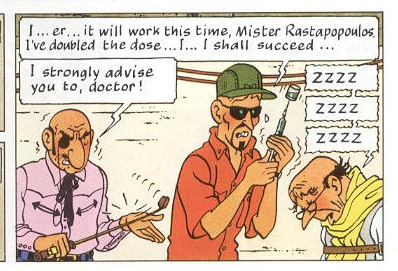 I... er... it will work this time, Mister Rastapopoulos.
I've doubled the dose... I... I shall succeed...
I strongly advise
you to, doctor!
ZZZZ
ZZZZ
ZZZZ